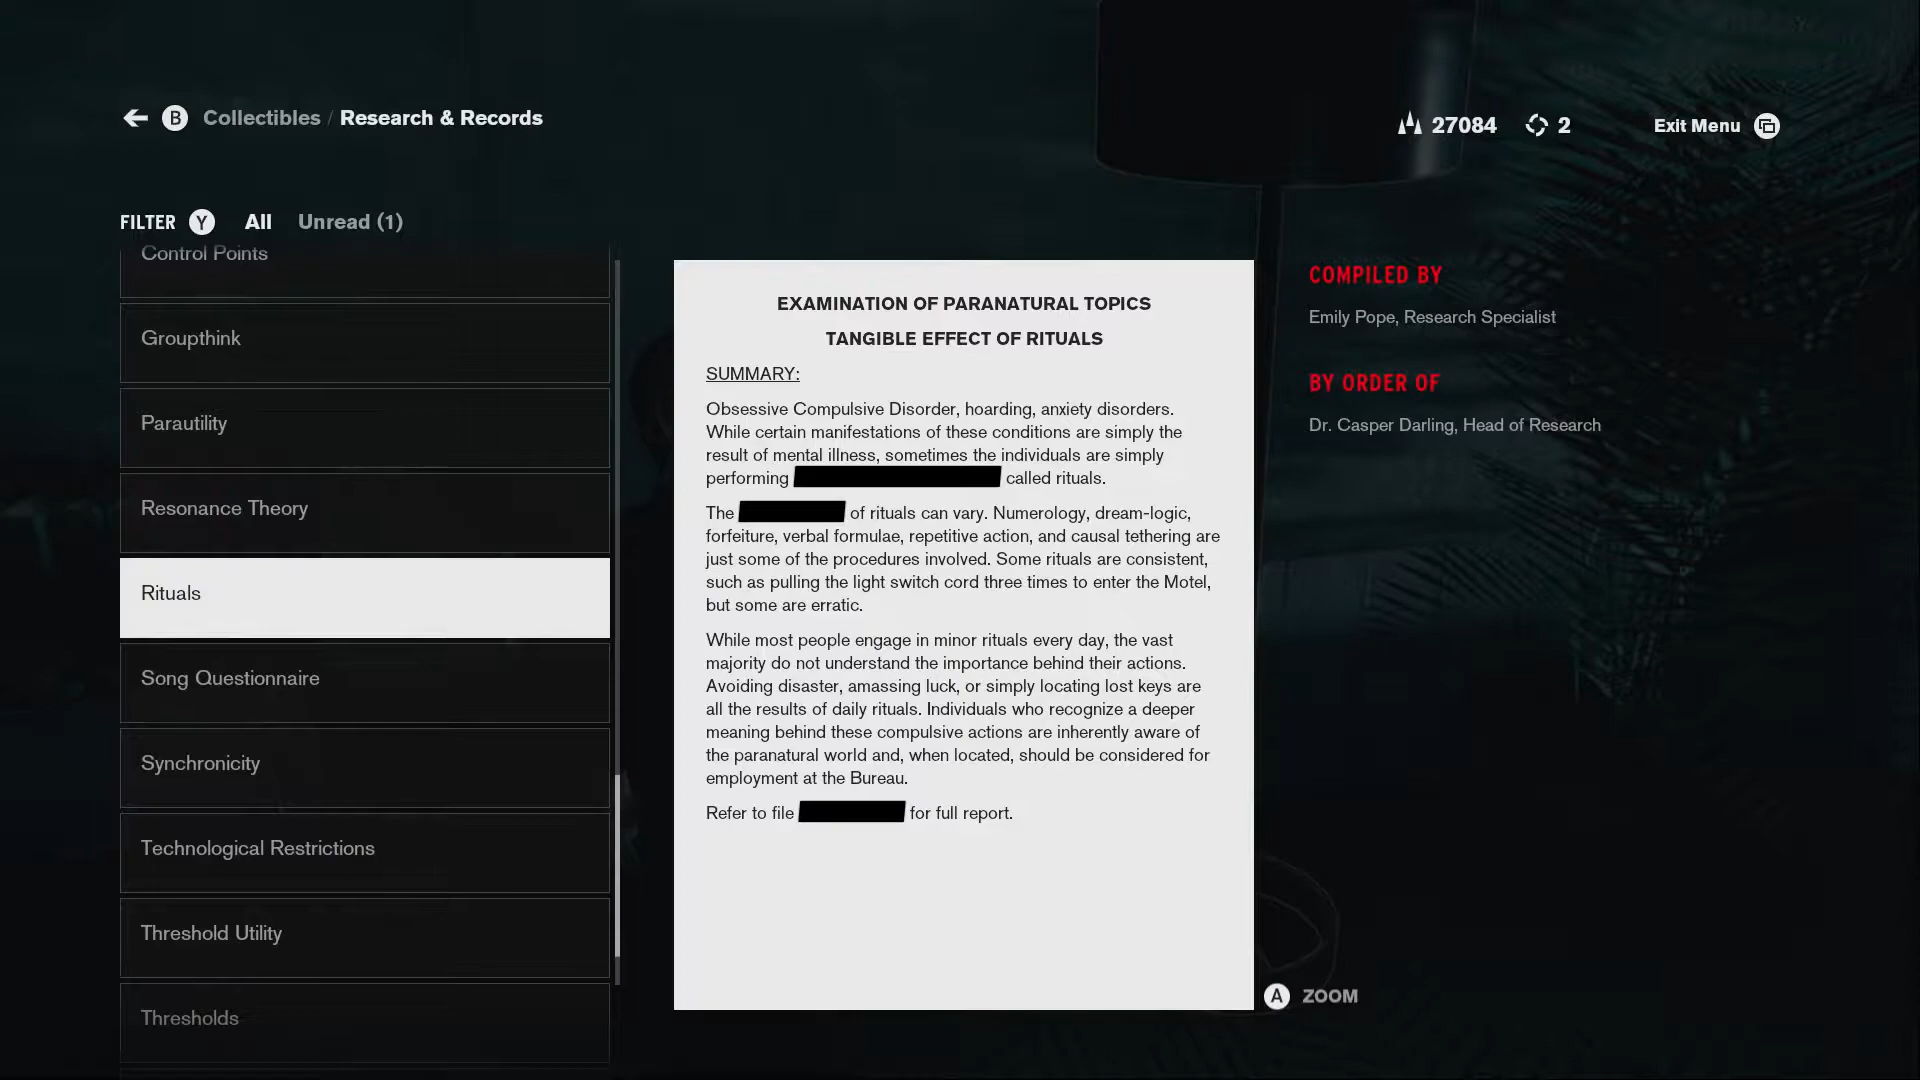 B Collectibles / Research & Records
27084 2 Exit Menu
FILTER Y All Unread (1)
Control Points
Groupthink
Parautility
Resonance Theory
Rituals
Song Questionnaire
Synchronicity
Technological Restrictions
Threshold Utility
Thresholds
EXAMINATION OF PARANATURAL TOPICS
TANGIBLE EFFECT OF RITUALS
SUMMARY:
Obsessive Compulsive Disorder, hoarding, anxiety disorders.
While certain manifestations of these conditions are simply the
result of mental illness, sometimes the individuals are simply
performing called rituals.
The of rituals can vary. Numerology, dream-logic,
forfeiture, verbal formulae, repetitive action, and causal tethering are
just some of the procedures involved. Some rituals are consistent,
such as pulling the light switch cord three times to enter the Motel,
but some are erratic.
While most people engage in minor rituals every day, the vast
majority do not understand the importance behind their actions.
Avoiding disaster, amassing luck, or simply locating lost keys are
all the results of daily rituals. Individuals who recognize a deeper
meaning behind these compulsive actions are inherently aware of
the paranatural world and, when located, should be considered for
employment at the Bureau.
Refer to file for full report.
COMPILED BY
Emily Pope, Research Specialist
BY ORDER OF
Dr. Casper Darling, Head of Research
A ZOOM